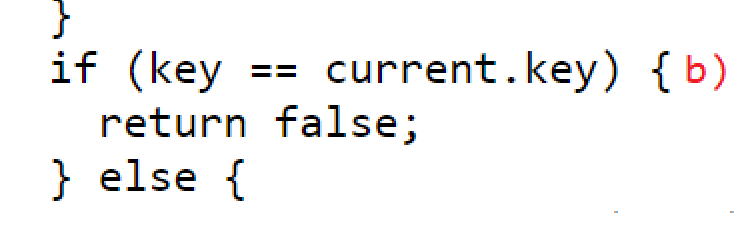 }
if (key == current.key) { b)
return false;
} else {